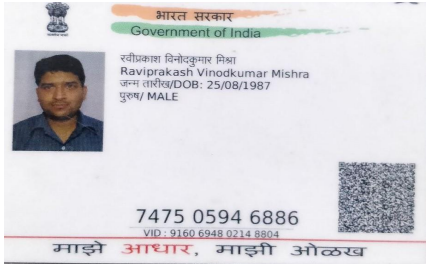 भारत सरकार
Government of India
रवीप्रकाश विनोदकुमार मिश्रा
Raviprakash Vinodkumar Mishra
जन्म तारीख/DOB: 25/08/1987
पुरुष/ MALE
7475 0594 6886
VID : 9160 6948 0214 8804
माझे आधार, माझी ओळख